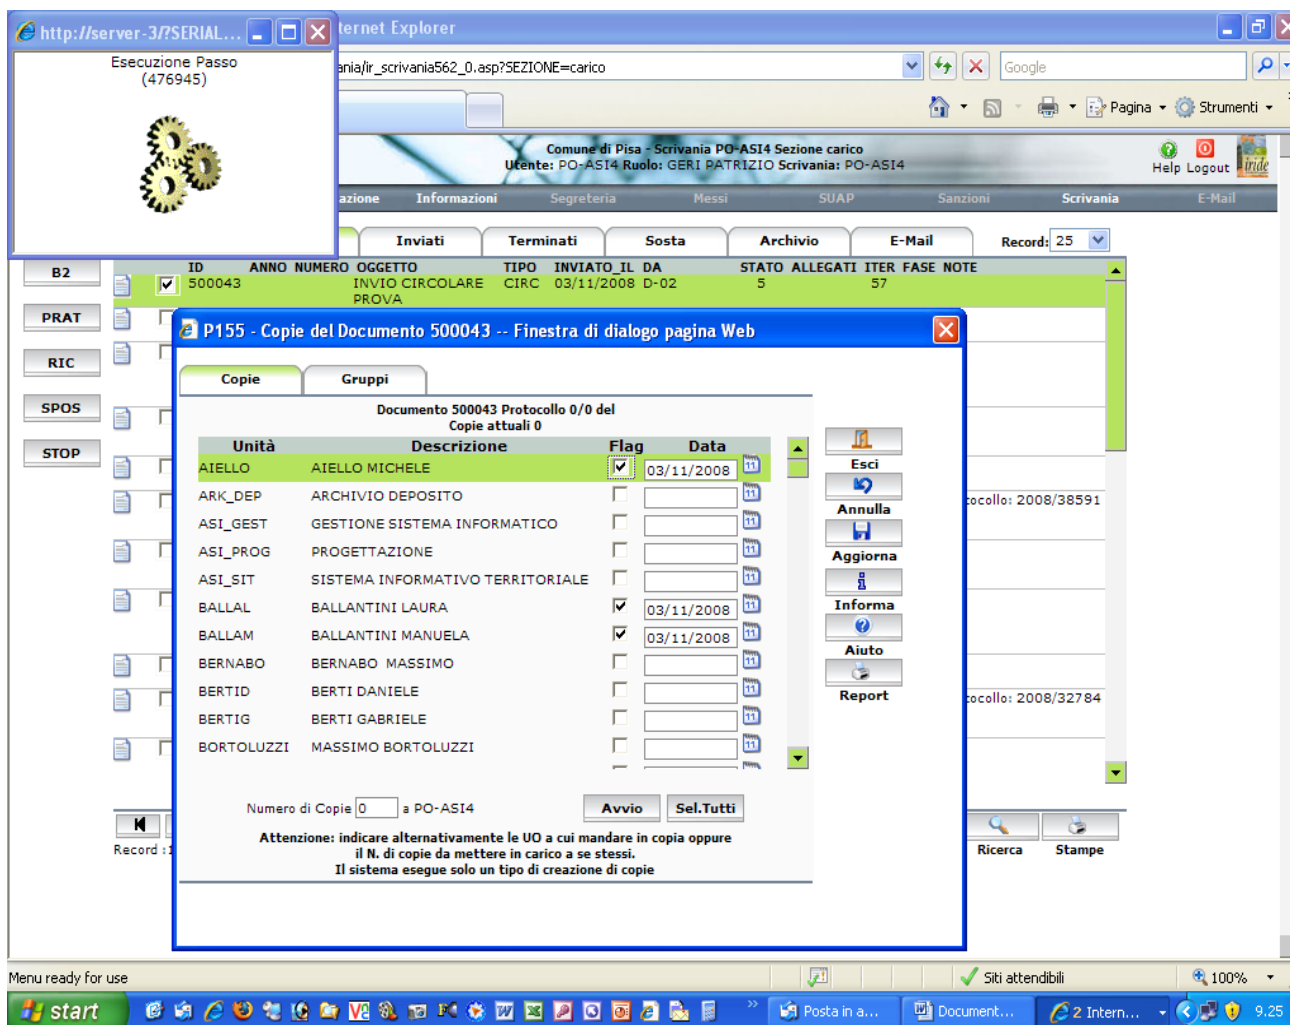 http://server-3/?SERIAL...
ternet Explorer
Esecuzione Passo
(476945)
ania/ir_scrivania562_0.asp?SEZIONE=carico
Google
Pagina
Strumenti
Comune di Pisa - Scrivania PO-ASI4 Sezione carico
Utente: PO-ASI4 Ruolo: GERI PATRIZIO Scrivania: PO-ASI4
Help Logout iride
azione Informazioni Segreteria Messi SUAP Sanzioni Scrivania E-Mail
Inviati Terminati Sosta Archivio E-Mail Record: 25
B2
PRAT
RIC
SPOS
STOP
ID ANNO NUMERO OGGETTO TIPO INVIATO_IL DA STATO ALLEGATI ITER FASE NOTE
500043 INVIO CIRCOLARE CIRC 03/11/2008 D-02 5 57
PROVA
P155 - Copie del Documento 500043 -- Finestra di dialogo pagina Web
Copie Gruppi
Documento 500043 Protocollo 0/0 del
Copie attuali 0
Unità Descrizione Flag Data
AIELLO AIELLO MICHELE 03/11/2008
ARK_DEP ARCHIVIO DEPOSITO
ASI_GEST GESTIONE SISTEMA INFORMATICO
ASI_PROG PROGETTAZIONE
ASI_SIT SISTEMA INFORMATIVO TERRITORIALE
BALLAL BALLANTINI LAURA 03/11/2008
BALLAM BALLANTINI MANUELA 03/11/2008
BERNABO BERNABO MASSIMO
BERTID BERTI DANIELE
BERTIG BERTI GABRIELE
BORTOLUZZI MASSIMO BORTOLUZZI
Esci
Annulla
Aggiorna
Informa
Aiuto
Report
tocollo: 2008/38591
tocollo: 2008/32784
Numero di Copie 0 a PO-ASI4 Avvio Sel.Tutti
Attenzione: indicare alternativamente le UO a cui mandare in copia oppure
il N. di copie da mettere in carico a se stessi.
Il sistema esegue solo un tipo di creazione di copie
Record :1
Ricerca Stampe
Menu ready for use
Siti attendibili
100%
start
Posta in a...
Document...
2 Intern...
9.25